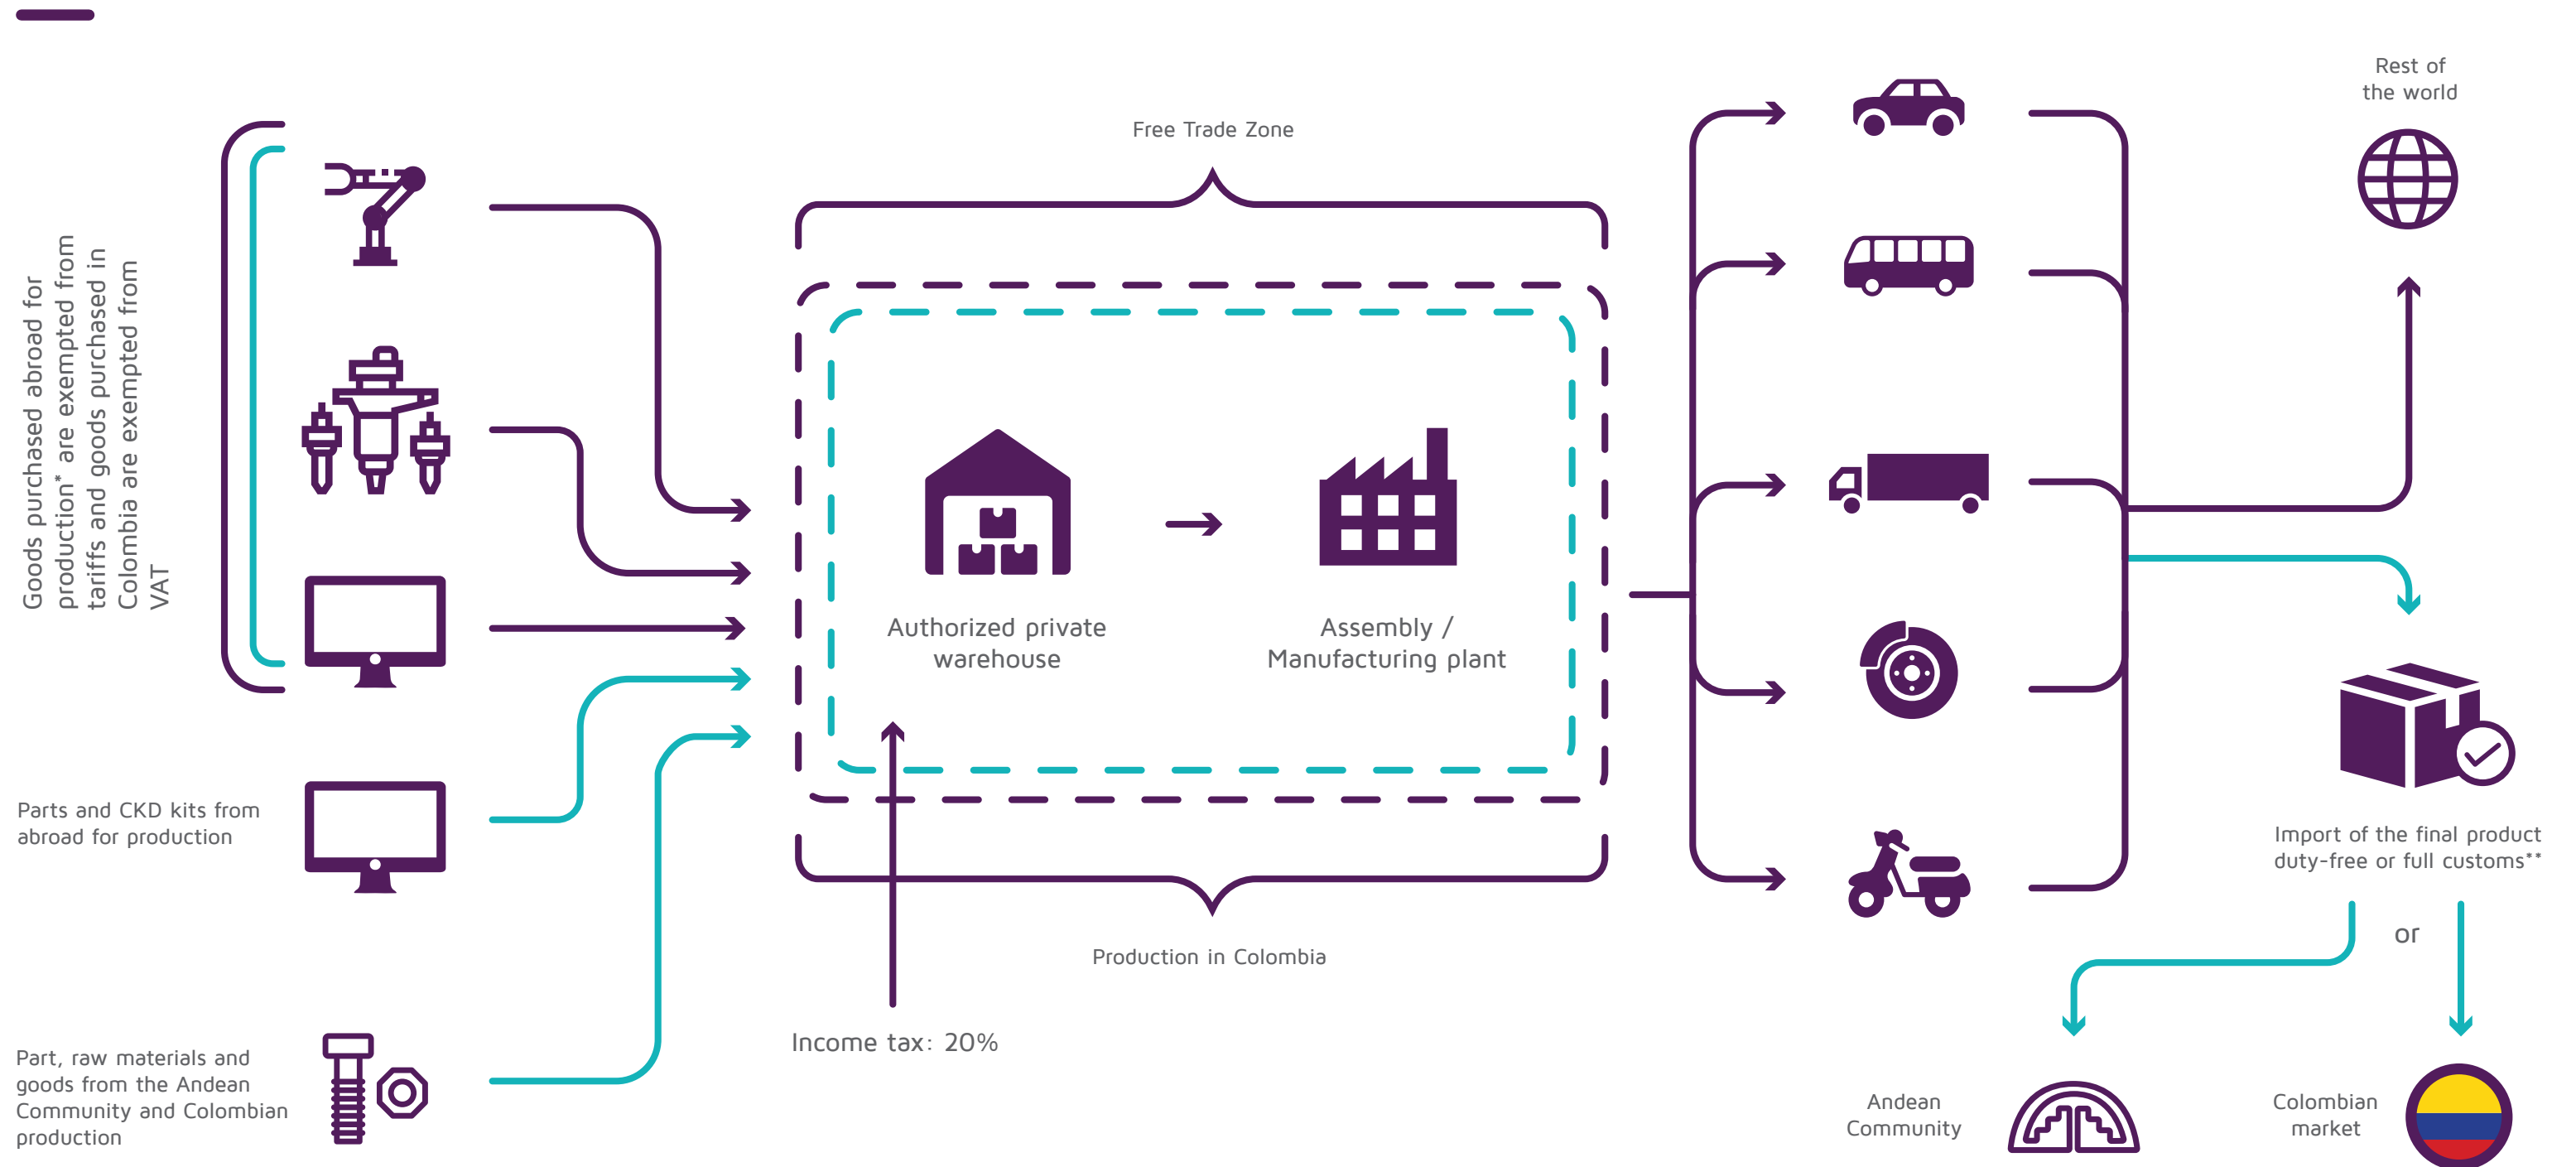 Goods purchased abroad for
production* are exempted from
tariffs and goods purchased in
Colombia are exempted from
VAT
Parts and CKD kits from
abroad for production
Part, raw materials and
goods from the Andean
Community and Colombian
production
Free Trade Zone
Authorized private
warehouse
Assembly /
Manufacturing plant
Production in Colombia
Income tax: 20%
Rest of
the world
Import of the final product
duty-free or full customs**
or
Andean
Community
Colombian
market